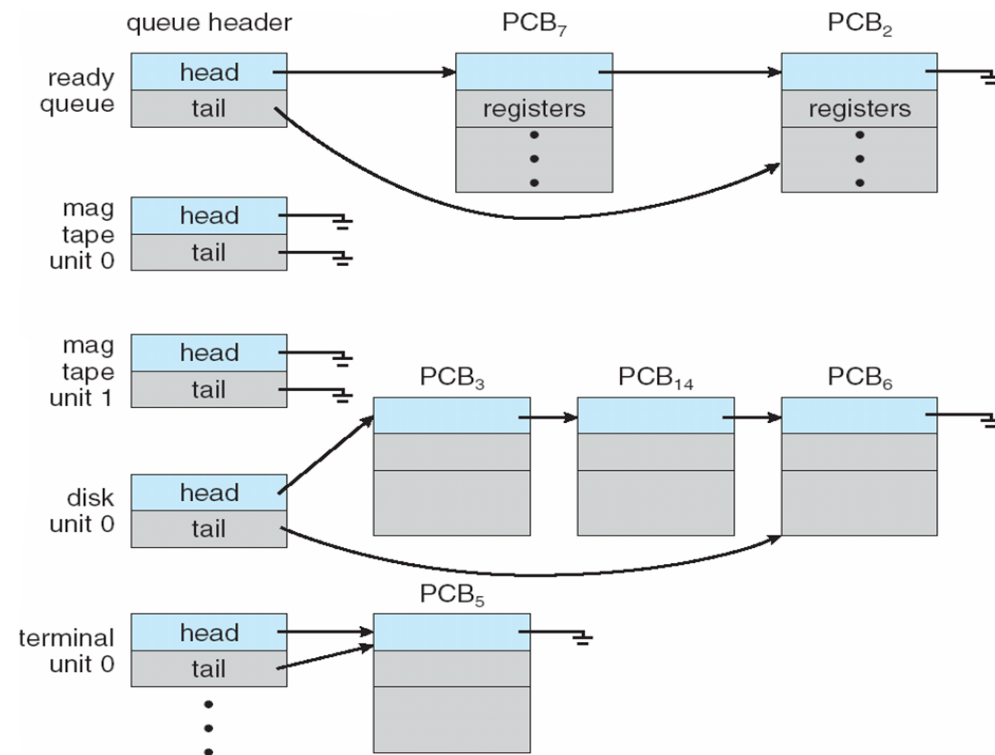 queue header
PCB₇
PCB₂
ready
queue
head
tail
registers
registers
mag
tape
unit 0
head
tail
mag
tape
unit 1
head
tail
PCB₃
PCB₁₄
PCB₆
disk
unit 0
head
tail
PCB₅
terminal
unit 0
head
tail